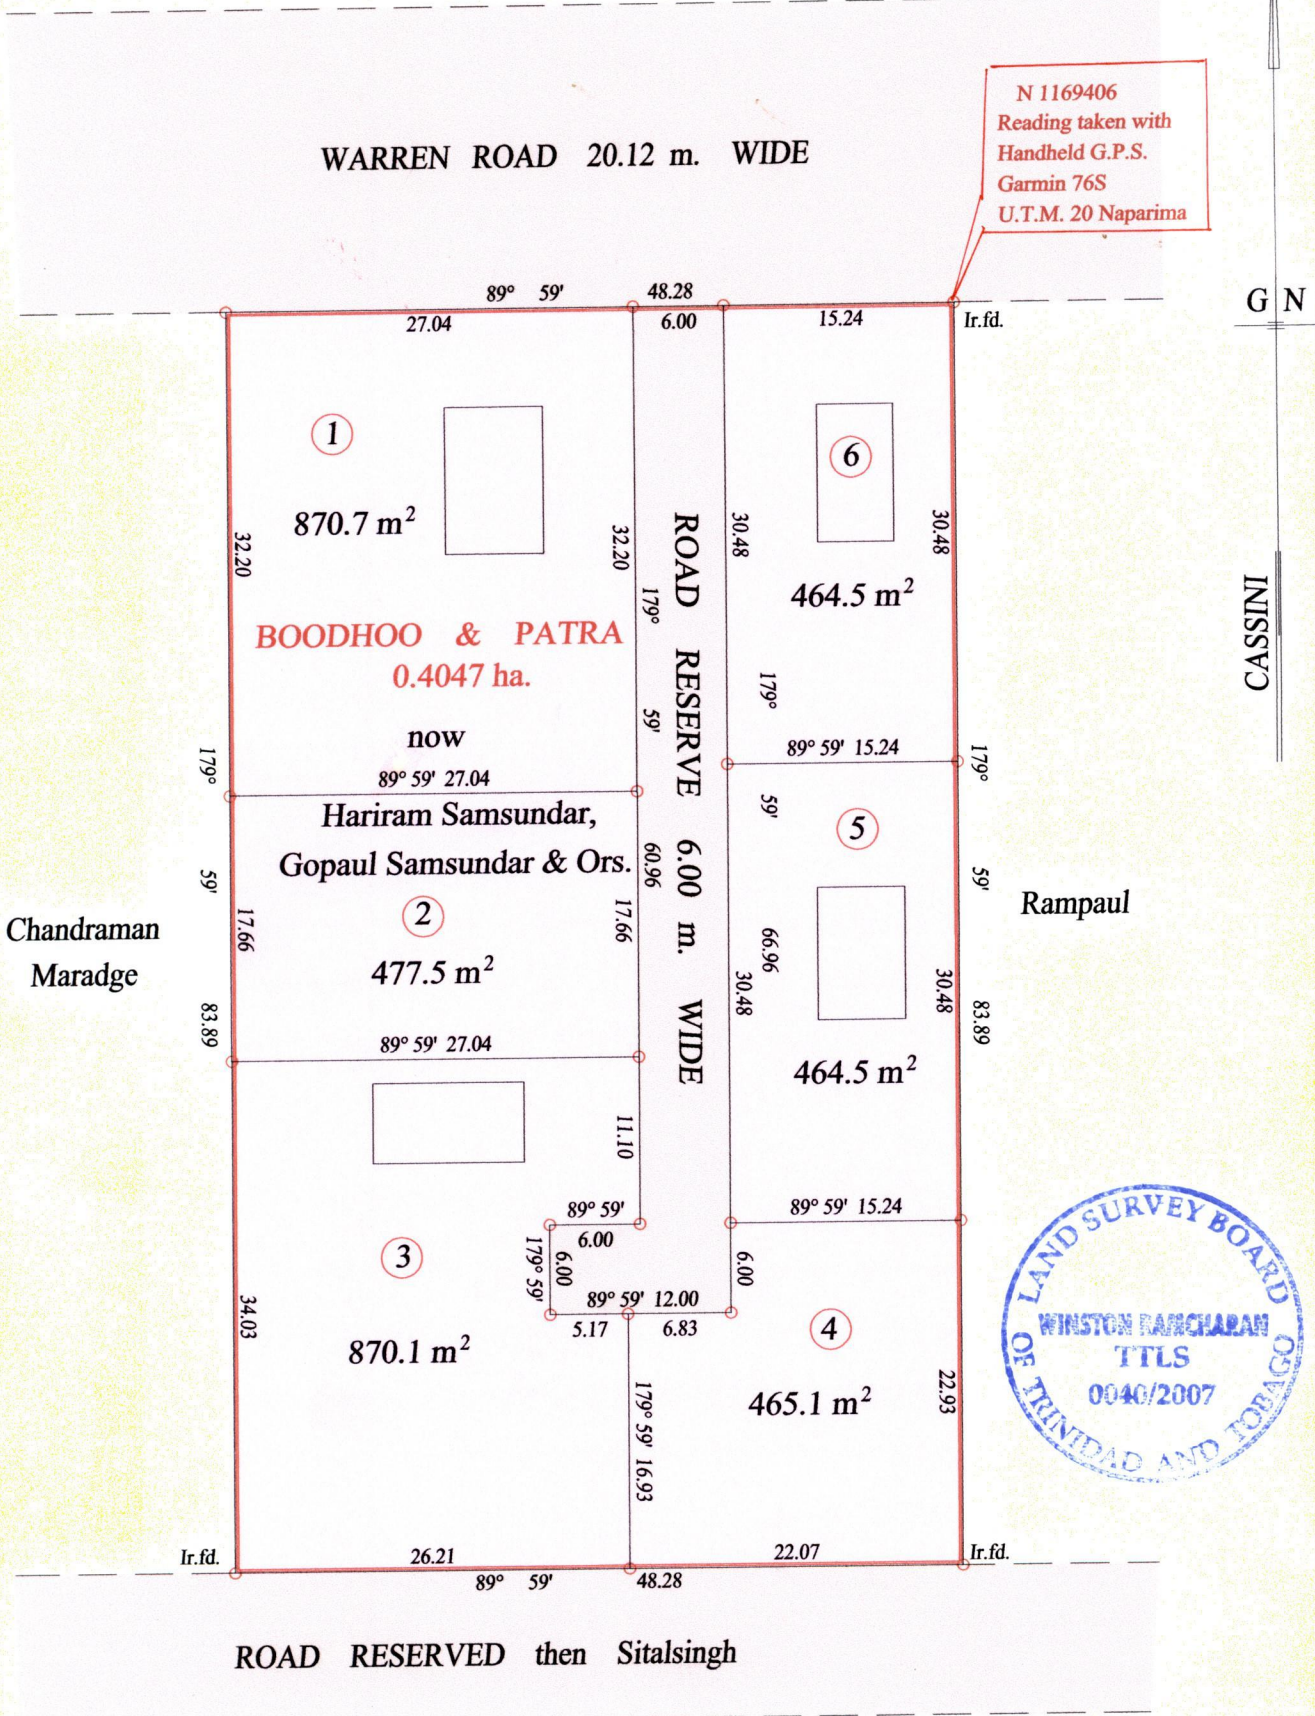 WARREN ROAD 20.12 m. WIDE
N 1169406
Reading taken with
Handheld G.P.S.
Garmin 76S
U.T.M. 20 Naparima
G N
CASSINI
89° 59' 48.28
27.04 6.00 15.24
Ir.fd.
1
870.7 m²
32.20
32.20
179° 59' 60.96
BOODHOO & PATRA
0.4047 ha.
now
89° 59' 27.04
Hariram Samsundar,
Gopaul Samsundar & Ors.
2
477.5 m²
17.66
17.66
89° 59' 27.04
179° 59' 83.89
Chandraman
Maradge
ROAD RESERVE 6.00 m. WIDE
6
464.5 m²
30.48
30.48
179° 59' 66.96
89° 59' 15.24
5
464.5 m²
30.48
30.48
179° 59' 83.89
Rampaul
89° 59' 15.24
11.10
89° 59'
6.00
179° 59'
6.00
6.00
89° 59' 12.00
5.17 6.83
3
870.1 m²
34.03
4
465.1 m²
22.93
179° 59' 16.93
LAND SURVEY BOARD
OF TRINIDAD AND TOBAGO
WINSTON RAMCHARAN
TTLS
0040/2007
Ir.fd.
26.21 22.07
Ir.fd.
89° 59' 48.28
ROAD RESERVED then Sitalsingh